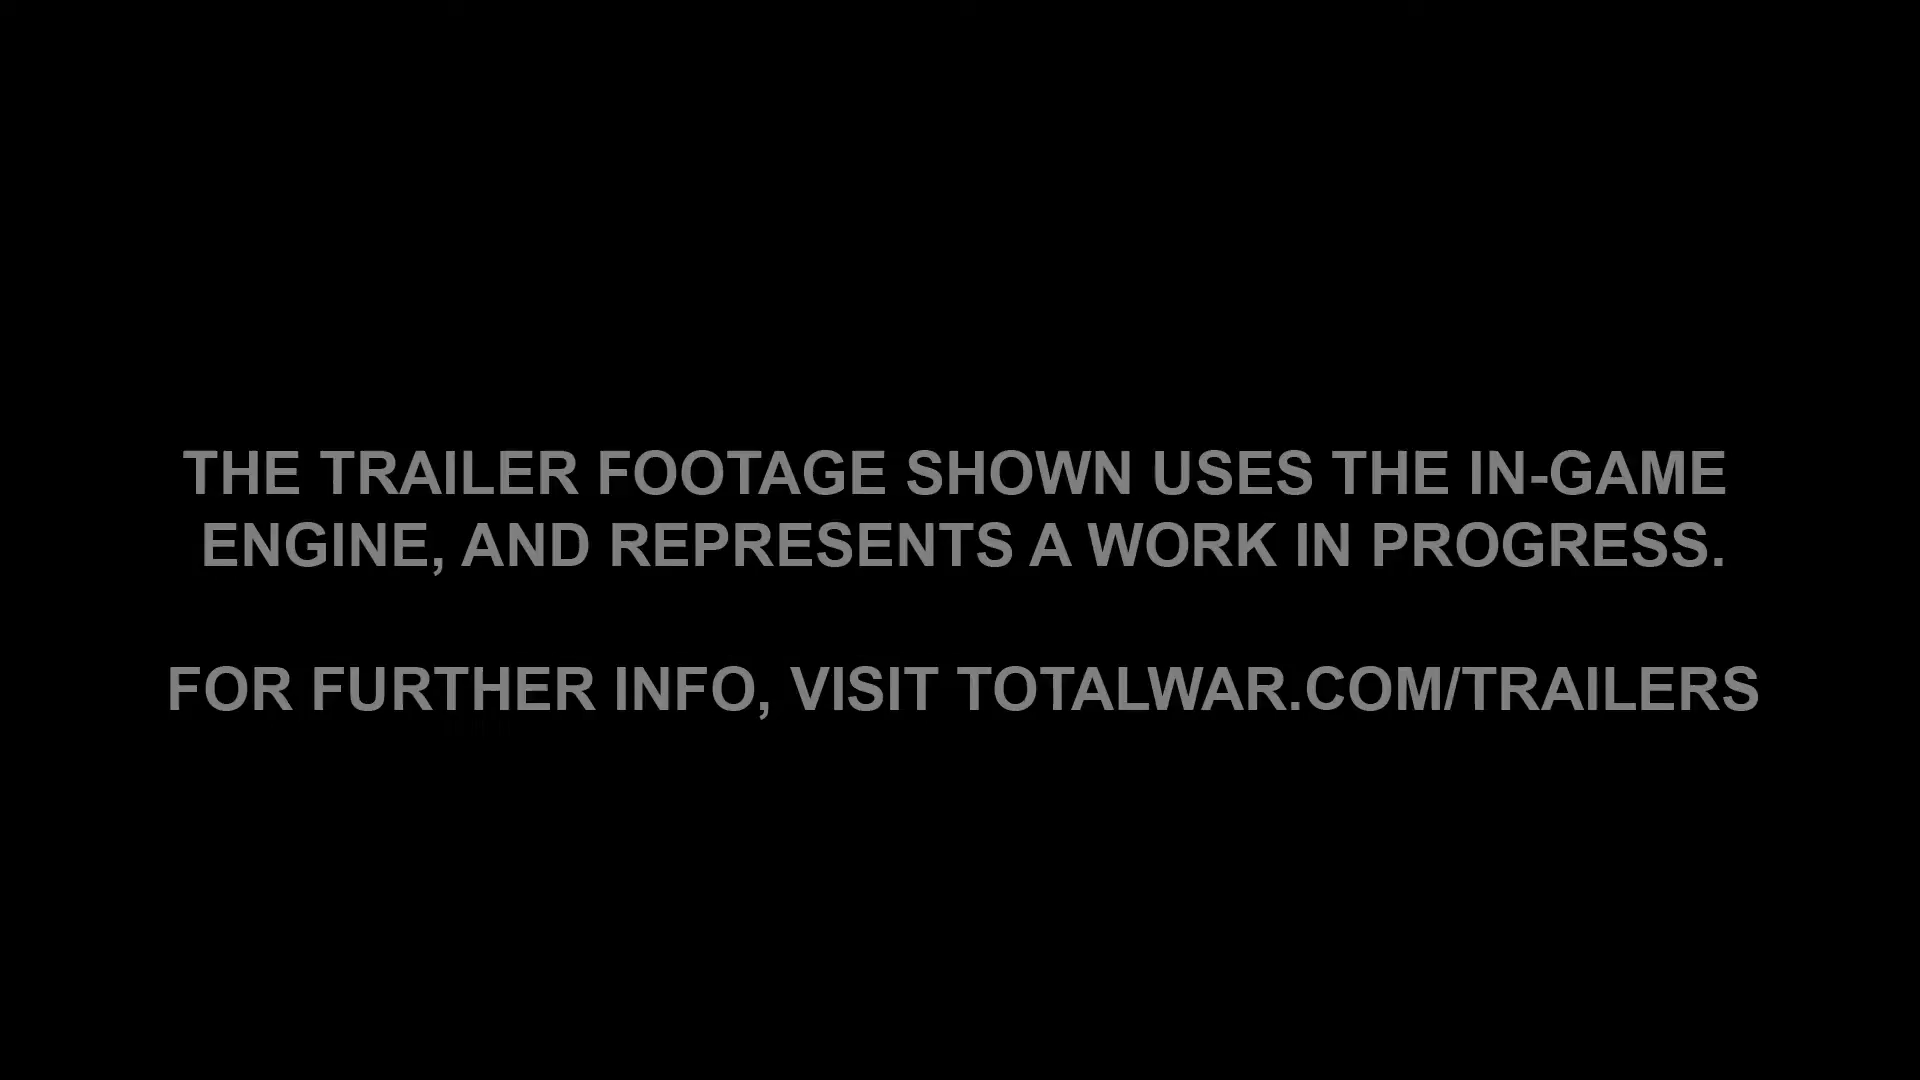 THE TRAILER FOOTAGE SHOWN USES THE IN-GAME
ENGINE, AND REPRESENTS A WORK IN PROGRESS.
FOR FURTHER INFO, VISIT TOTALWAR.COM/TRAILERS